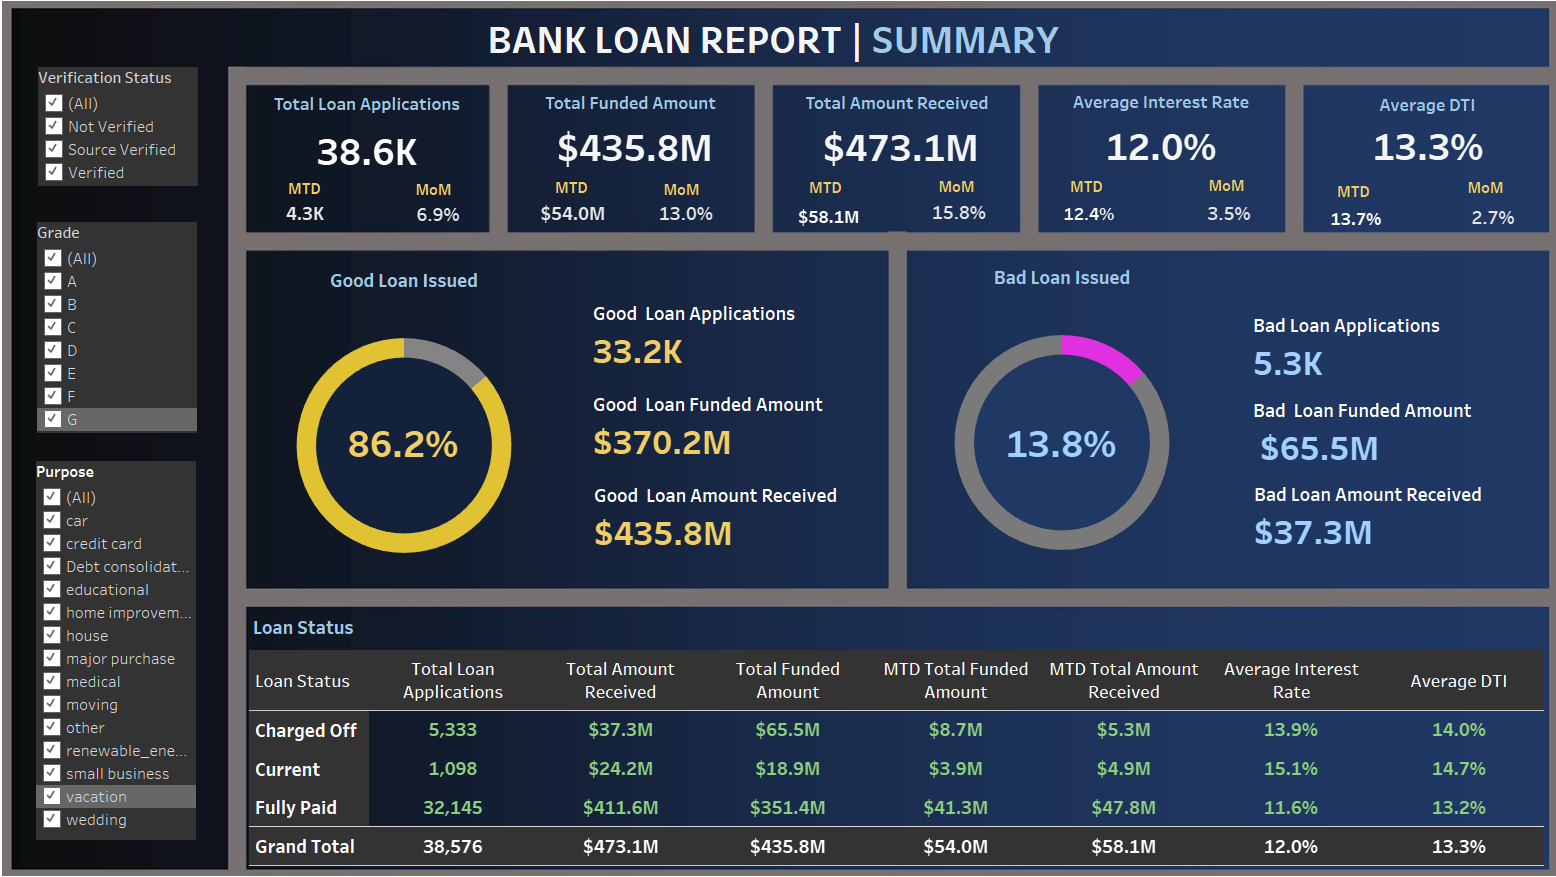 BANK LOAN REPORT | SUMMARY
Verification Status
(All)
Not Verified
Source Verified
Verified
Grade
(All)
A
B
C
D
E
F
G
Purpose
(All)
car
credit card
Debt consolidat...
educational
home improvem...
house
major purchase
medical
moving
other
renewable_ene...
small business
vacation
wedding
Total Loan Applications
38.6K
MTD MoM
4.3K 6.9%
Total Funded Amount
$435.8M
MTD MoM
$54.0M 13.0%
Total Amount Received
$473.1M
MTD MoM
$58.1M 15.8%
Average Interest Rate
12.0%
MTD MoM
12.4% 3.5%
Average DTI
13.3%
MTD MoM
13.7% 2.7%
Good Loan Issued
86.2%
Good Loan Applications
33.2K
Good Loan Funded Amount
$370.2M
Good Loan Amount Received
$435.8M
Bad Loan Issued
13.8%
Bad Loan Applications
5.3K
Bad Loan Funded Amount
$65.5M
Bad Loan Amount Received
$37.3M
Loan Status
Loan Status Total Loan Applications Total Amount Received Total Funded Amount MTD Total Funded Amount MTD Total Amount Received Average Interest Rate Average DTI
Charged Off 5,333 $37.3M $65.5M $8.7M $5.3M 13.9% 14.0%
Current 1,098 $24.2M $18.9M $3.9M $4.9M 15.1% 14.7%
Fully Paid 32,145 $411.6M $351.4M $41.3M $47.8M 11.6% 13.2%
Grand Total 38,576 $473.1M $435.8M $54.0M $58.1M 12.0% 13.3%